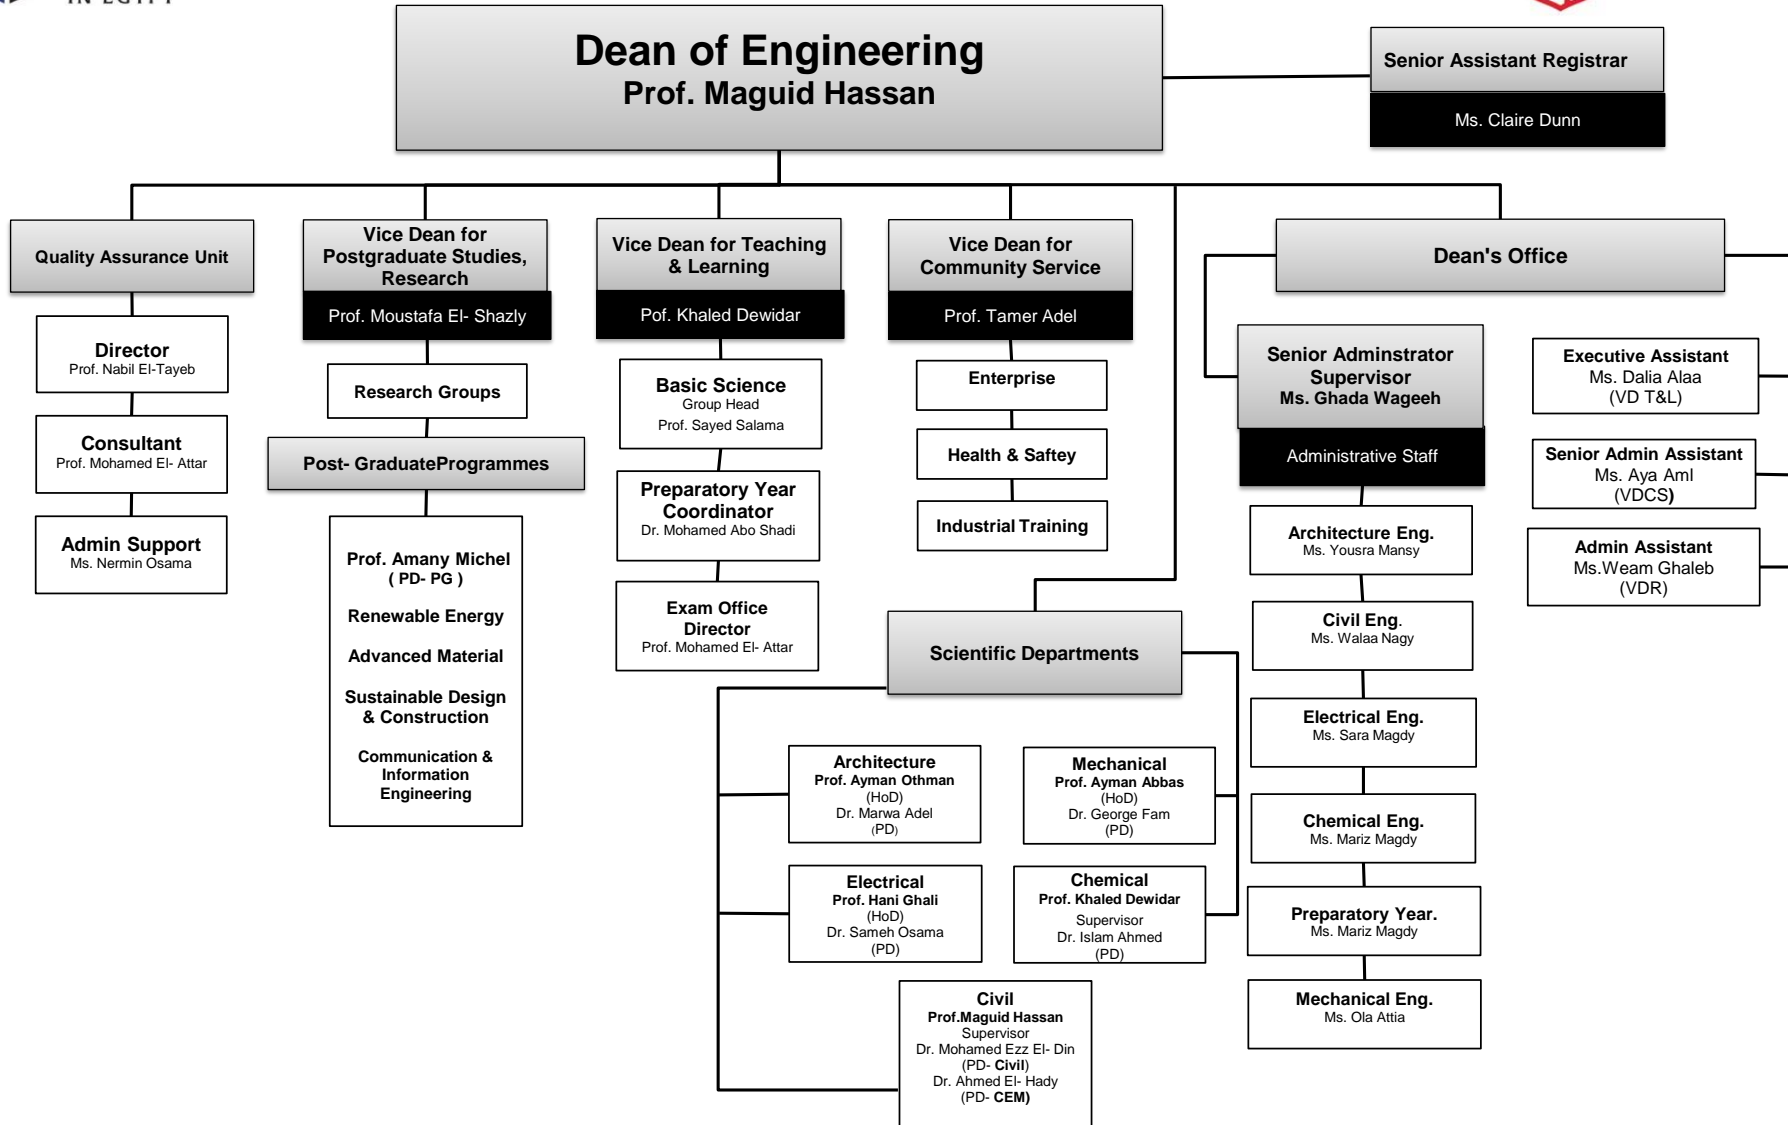 IN EGYPT
Dean of Engineering
Prof. Maguid Hassan
Senior Assistant Registrar
Ms. Claire Dunn
Quality Assurance Unit
Director
Prof. Nabil El-Tayeb
Consultant
Prof. Mohamed El- Attar
Admin Support
Ms. Nermin Osama
Vice Dean for
Postgraduate Studies,
Research
Prof. Moustafa El- Shazly
Research Groups
Post- GraduateProgrammes
Prof. Amany Michel
( PD- PG )
Renewable Energy
Advanced Material
Sustainable Design
& Construction
Communication &
Information
Engineering
Vice Dean for Teaching
& Learning
Pof. Khaled Dewidar
Basic Science
Group Head
Prof. Sayed Salama
Preparatory Year
Coordinator
Dr. Mohamed Abo Shadi
Exam Office
Director
Prof. Mohamed El- Attar
Vice Dean for
Community Service
Prof. Tamer Adel
Enterprise
Health & Saftey
Industrial Training
Scientific Departments
Architecture
Prof. Ayman Othman
(HoD)
Dr. Marwa Adel
(PD)
Mechanical
Prof. Ayman Abbas
(HoD)
Dr. George Fam
(PD)
Electrical
Prof. Hani Ghali
(HoD)
Dr. Sameh Osama
(PD)
Chemical
Prof. Khaled Dewidar
Supervisor
Dr. Islam Ahmed
(PD)
Civil
Prof.Maguid Hassan
Supervisor
Dr. Mohamed Ezz El- Din
(PD- Civil)
Dr. Ahmed El- Hady
(PD- CEM)
Dean's Office
Senior Adminstrator
Supervisor
Ms. Ghada Wageeh
Administrative Staff
Architecture Eng.
Ms. Yousra Mansy
Civil Eng.
Ms. Walaa Nagy
Electrical Eng.
Ms. Sara Magdy
Chemical Eng.
Ms. Mariz Magdy
Preparatory Year.
Ms. Mariz Magdy
Mechanical Eng.
Ms. Ola Attia
Executive Assistant
Ms. Dalia Alaa
(VD T&L)
Senior Admin Assistant
Ms. Aya Aml
(VDCS)
Admin Assistant
Ms.Weam Ghaleb
(VDR)